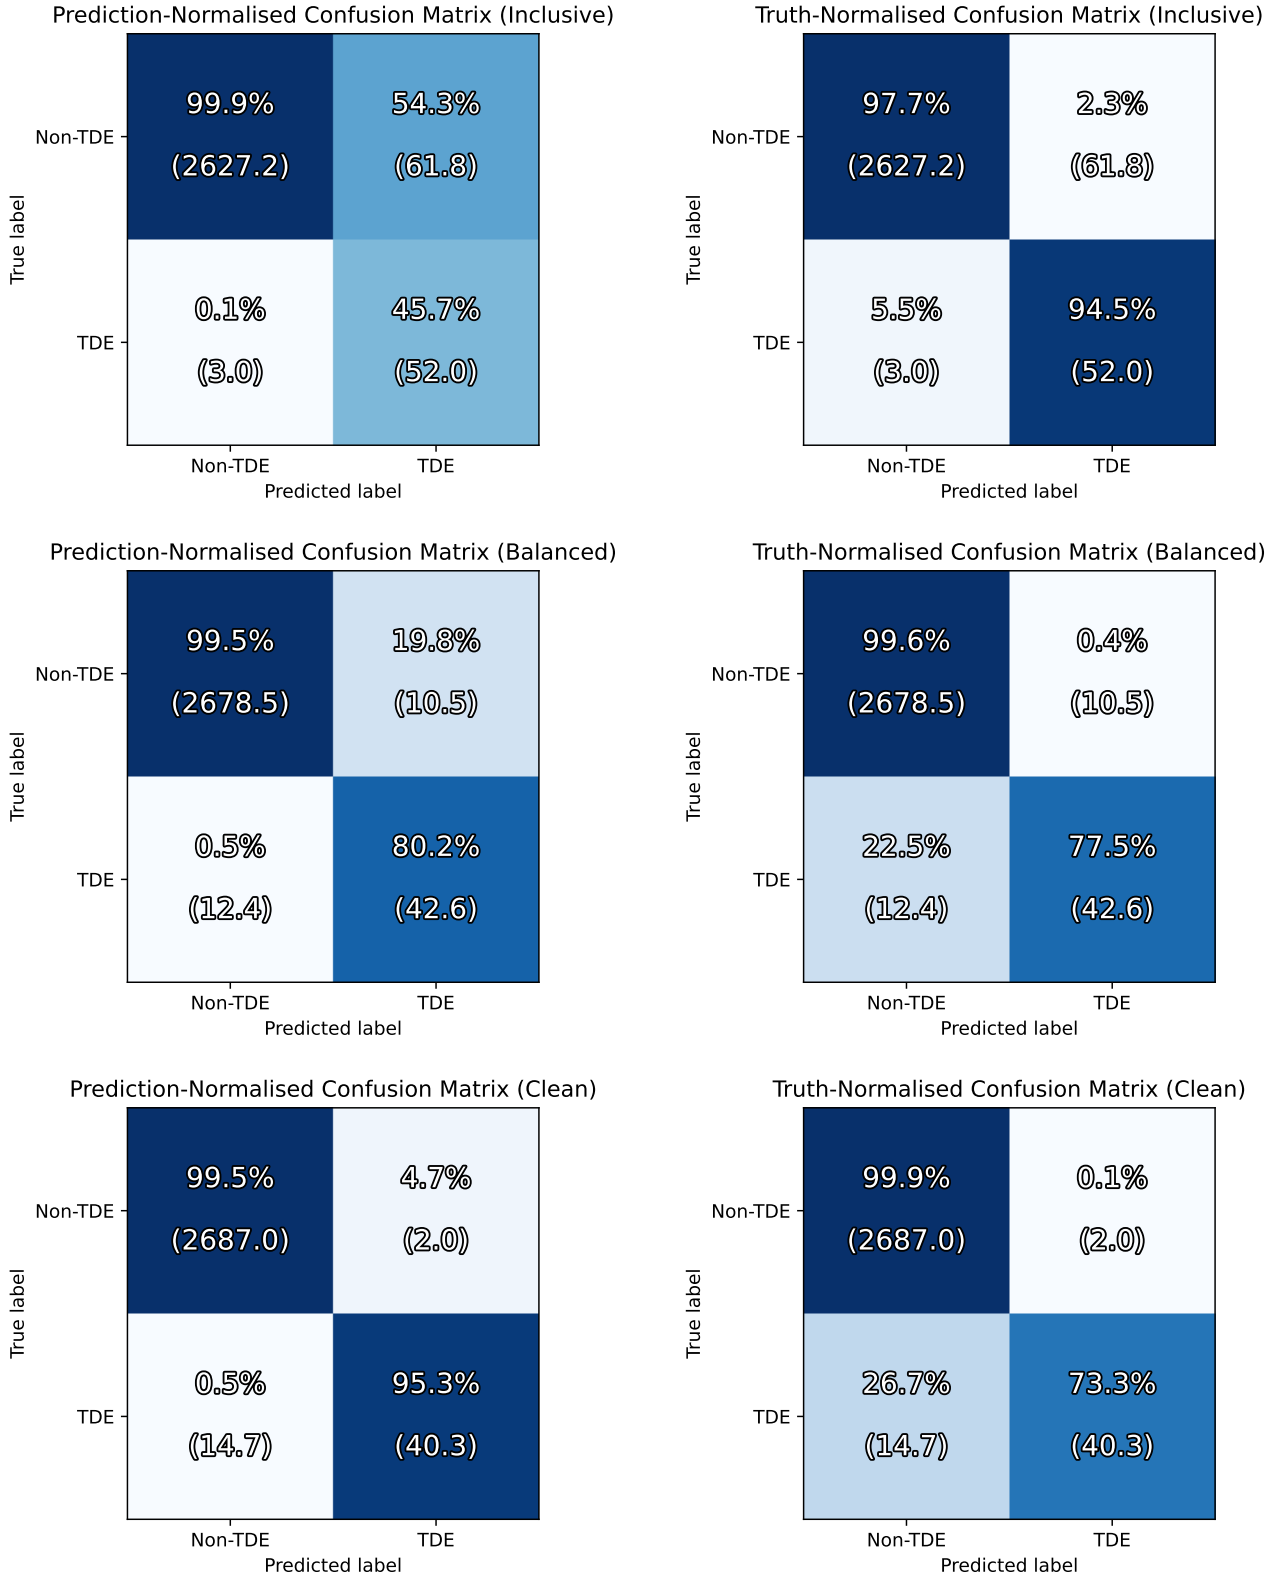 Prediction-Normalised Confusion Matrix (Inclusive)
True label
Non-TDE
99.9%
(2627.2)
54.3%
(61.8)
TDE
0.1%
(3.0)
45.7%
(52.0)
Non-TDE
TDE
Predicted label
Truth-Normalised Confusion Matrix (Inclusive)
True label
Non-TDE
97.7%
(2627.2)
2.3%
(61.8)
TDE
5.5%
(3.0)
94.5%
(52.0)
Non-TDE
TDE
Predicted label
Prediction-Normalised Confusion Matrix (Balanced)
True label
Non-TDE
99.5%
(2678.5)
19.8%
(10.5)
TDE
0.5%
(12.4)
80.2%
(42.6)
Non-TDE
TDE
Predicted label
Truth-Normalised Confusion Matrix (Balanced)
True label
Non-TDE
99.6%
(2678.5)
0.4%
(10.5)
TDE
22.5%
(12.4)
77.5%
(42.6)
Non-TDE
TDE
Predicted label
Prediction-Normalised Confusion Matrix (Clean)
True label
Non-TDE
99.5%
(2687.0)
4.7%
(2.0)
TDE
0.5%
(14.7)
95.3%
(40.3)
Non-TDE
TDE
Predicted label
Truth-Normalised Confusion Matrix (Clean)
True label
Non-TDE
99.9%
(2687.0)
0.1%
(2.0)
TDE
26.7%
(14.7)
73.3%
(40.3)
Non-TDE
TDE
Predicted label